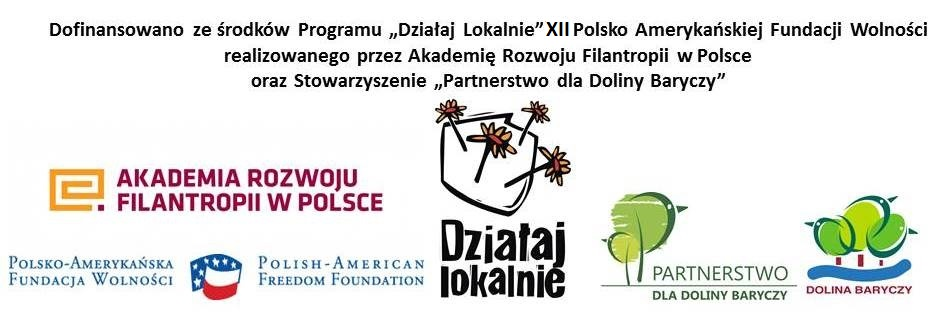 Dofinansowano ze środków Programu „Działaj Lokalnie” XII Polsko Amerykańskiej Fundacji Wolności
realizowanego przez Akademię Rozwoju Filantropii w Polsce
oraz Stowarzyszenie „Partnerstwo dla Doliny Baryczy”
AKADEMIA ROZWOJU
FILANTROPII W POLSCE
POLSKO-AMERYKAŃSKA
FUNDACJA WOLNOŚCI
POLISH-AMERICAN
FREEDOM FOUNDATION
Działaj
lokalnie
PARTNERSTWO
DLA DOLINY BARYCZY
DOLINA BARYCZY